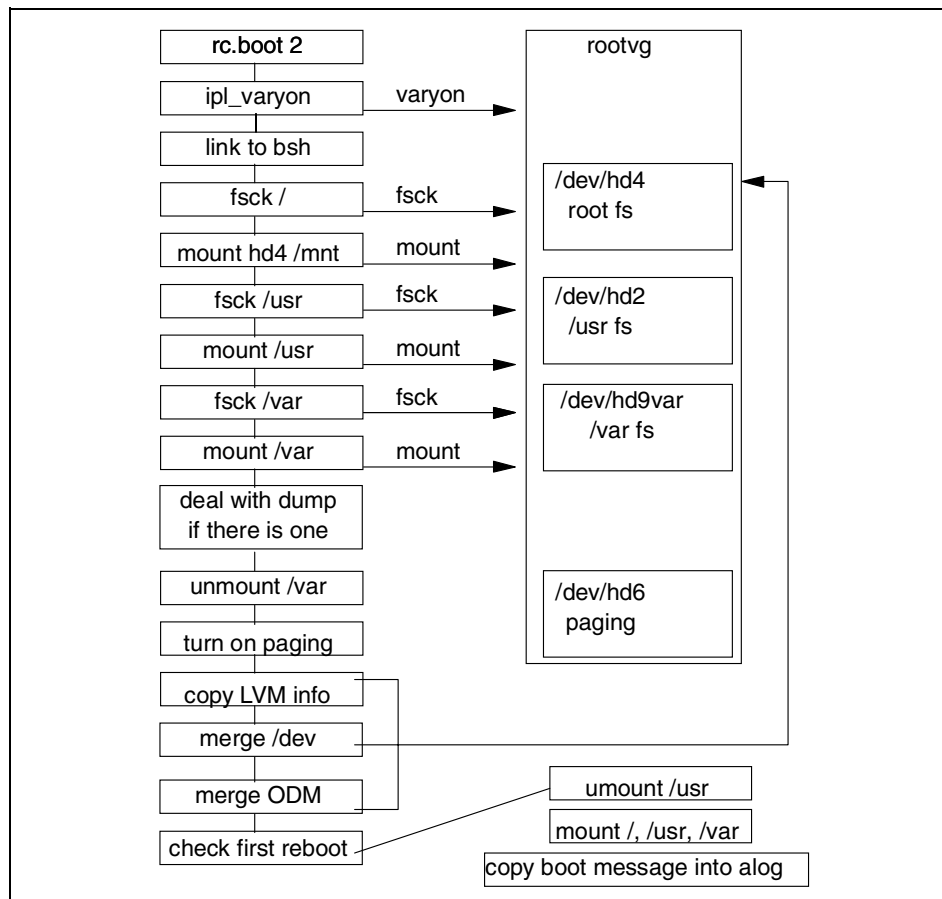 rc.boot 2
ipl_varyon
varyon
link to bsh
fsck /
fsck
mount hd4 /mnt
mount
fsck /usr
fsck
mount /usr
mount
fsck /var
fsck
mount /var
mount
deal with dump
if there is one
unmount /var
turn on paging
copy LVM info
merge /dev
merge ODM
check first reboot
rootvg
/dev/hd4
root fs
/dev/hd2
/usr fs
/dev/hd9var
/var fs
/dev/hd6
paging
umount /usr
mount /, /usr, /var
copy boot message into alog